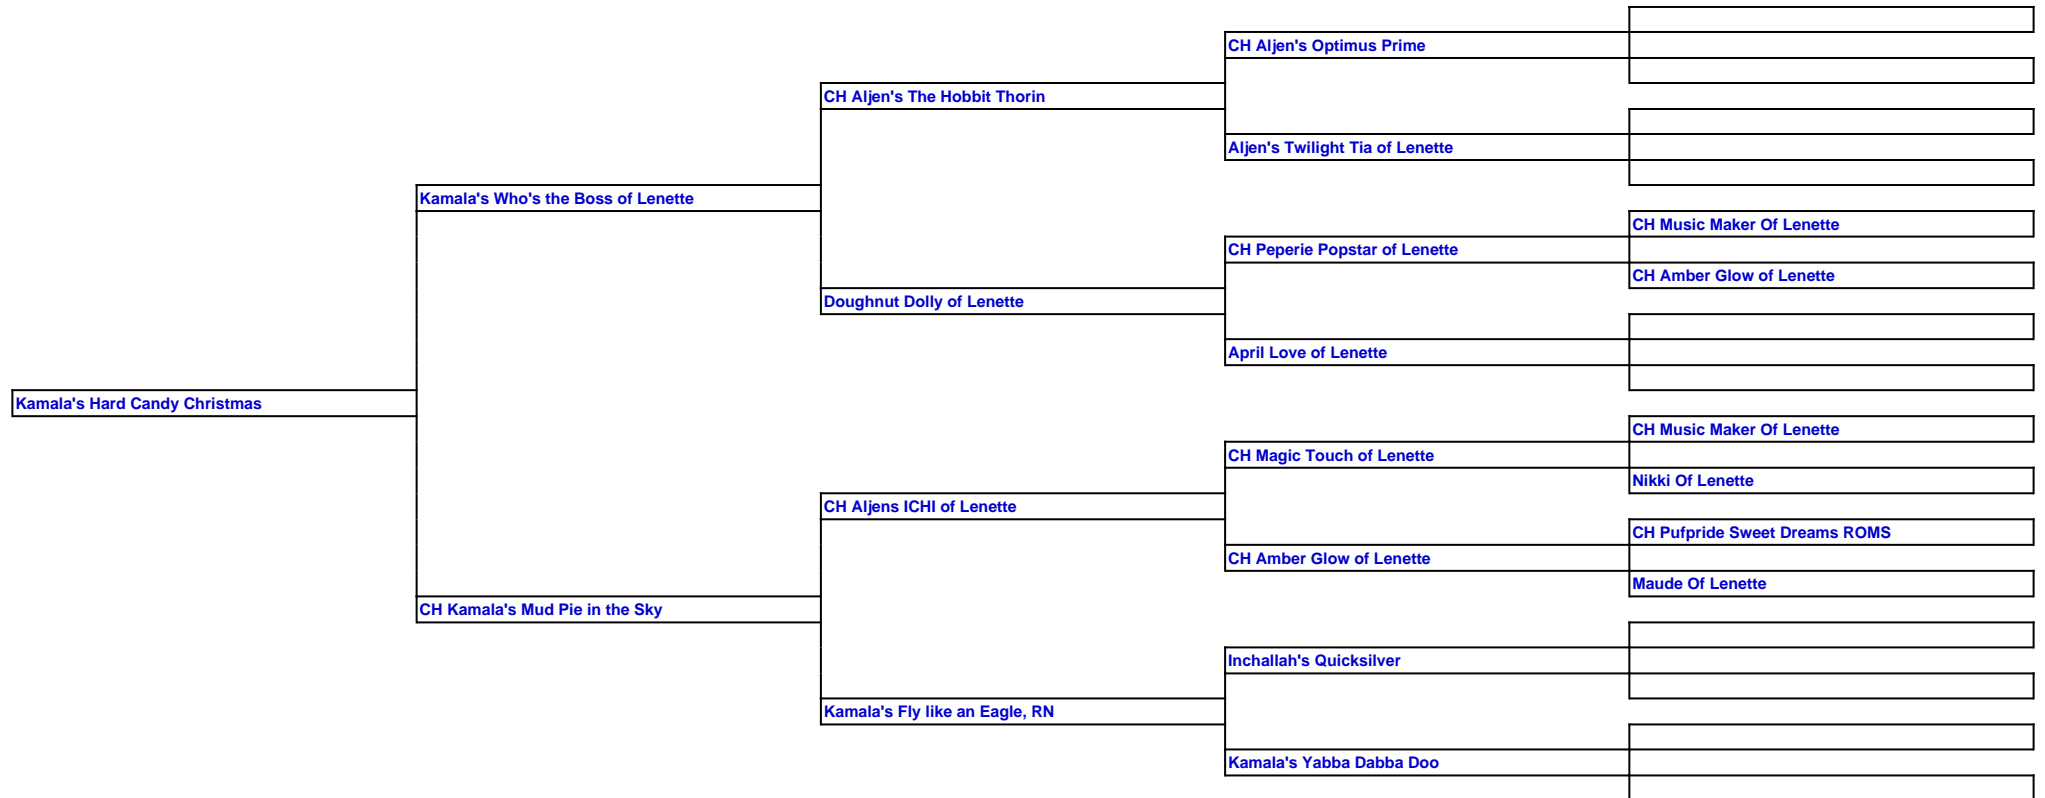 CH Aljen's Optimus Prime
CH Aljen's The Hobbit Thorin
Aljen's Twilight Tia of Lenette
Kamala's Who's the Boss of Lenette
CH Music Maker Of Lenette
CH Peperie Popstar of Lenette
CH Amber Glow of Lenette
Doughnut Dolly of Lenette
April Love of Lenette
Kamala's Hard Candy Christmas
CH Music Maker Of Lenette
CH Magic Touch of Lenette
Nikki Of Lenette
CH Aljens ICHI of Lenette
CH Pufpride Sweet Dreams ROMS
CH Amber Glow of Lenette
Maude Of Lenette
CH Kamala's Mud Pie in the Sky
Inchallah's Quicksilver
Kamala's Fly like an Eagle, RN
Kamala's Yabba Dabba Doo